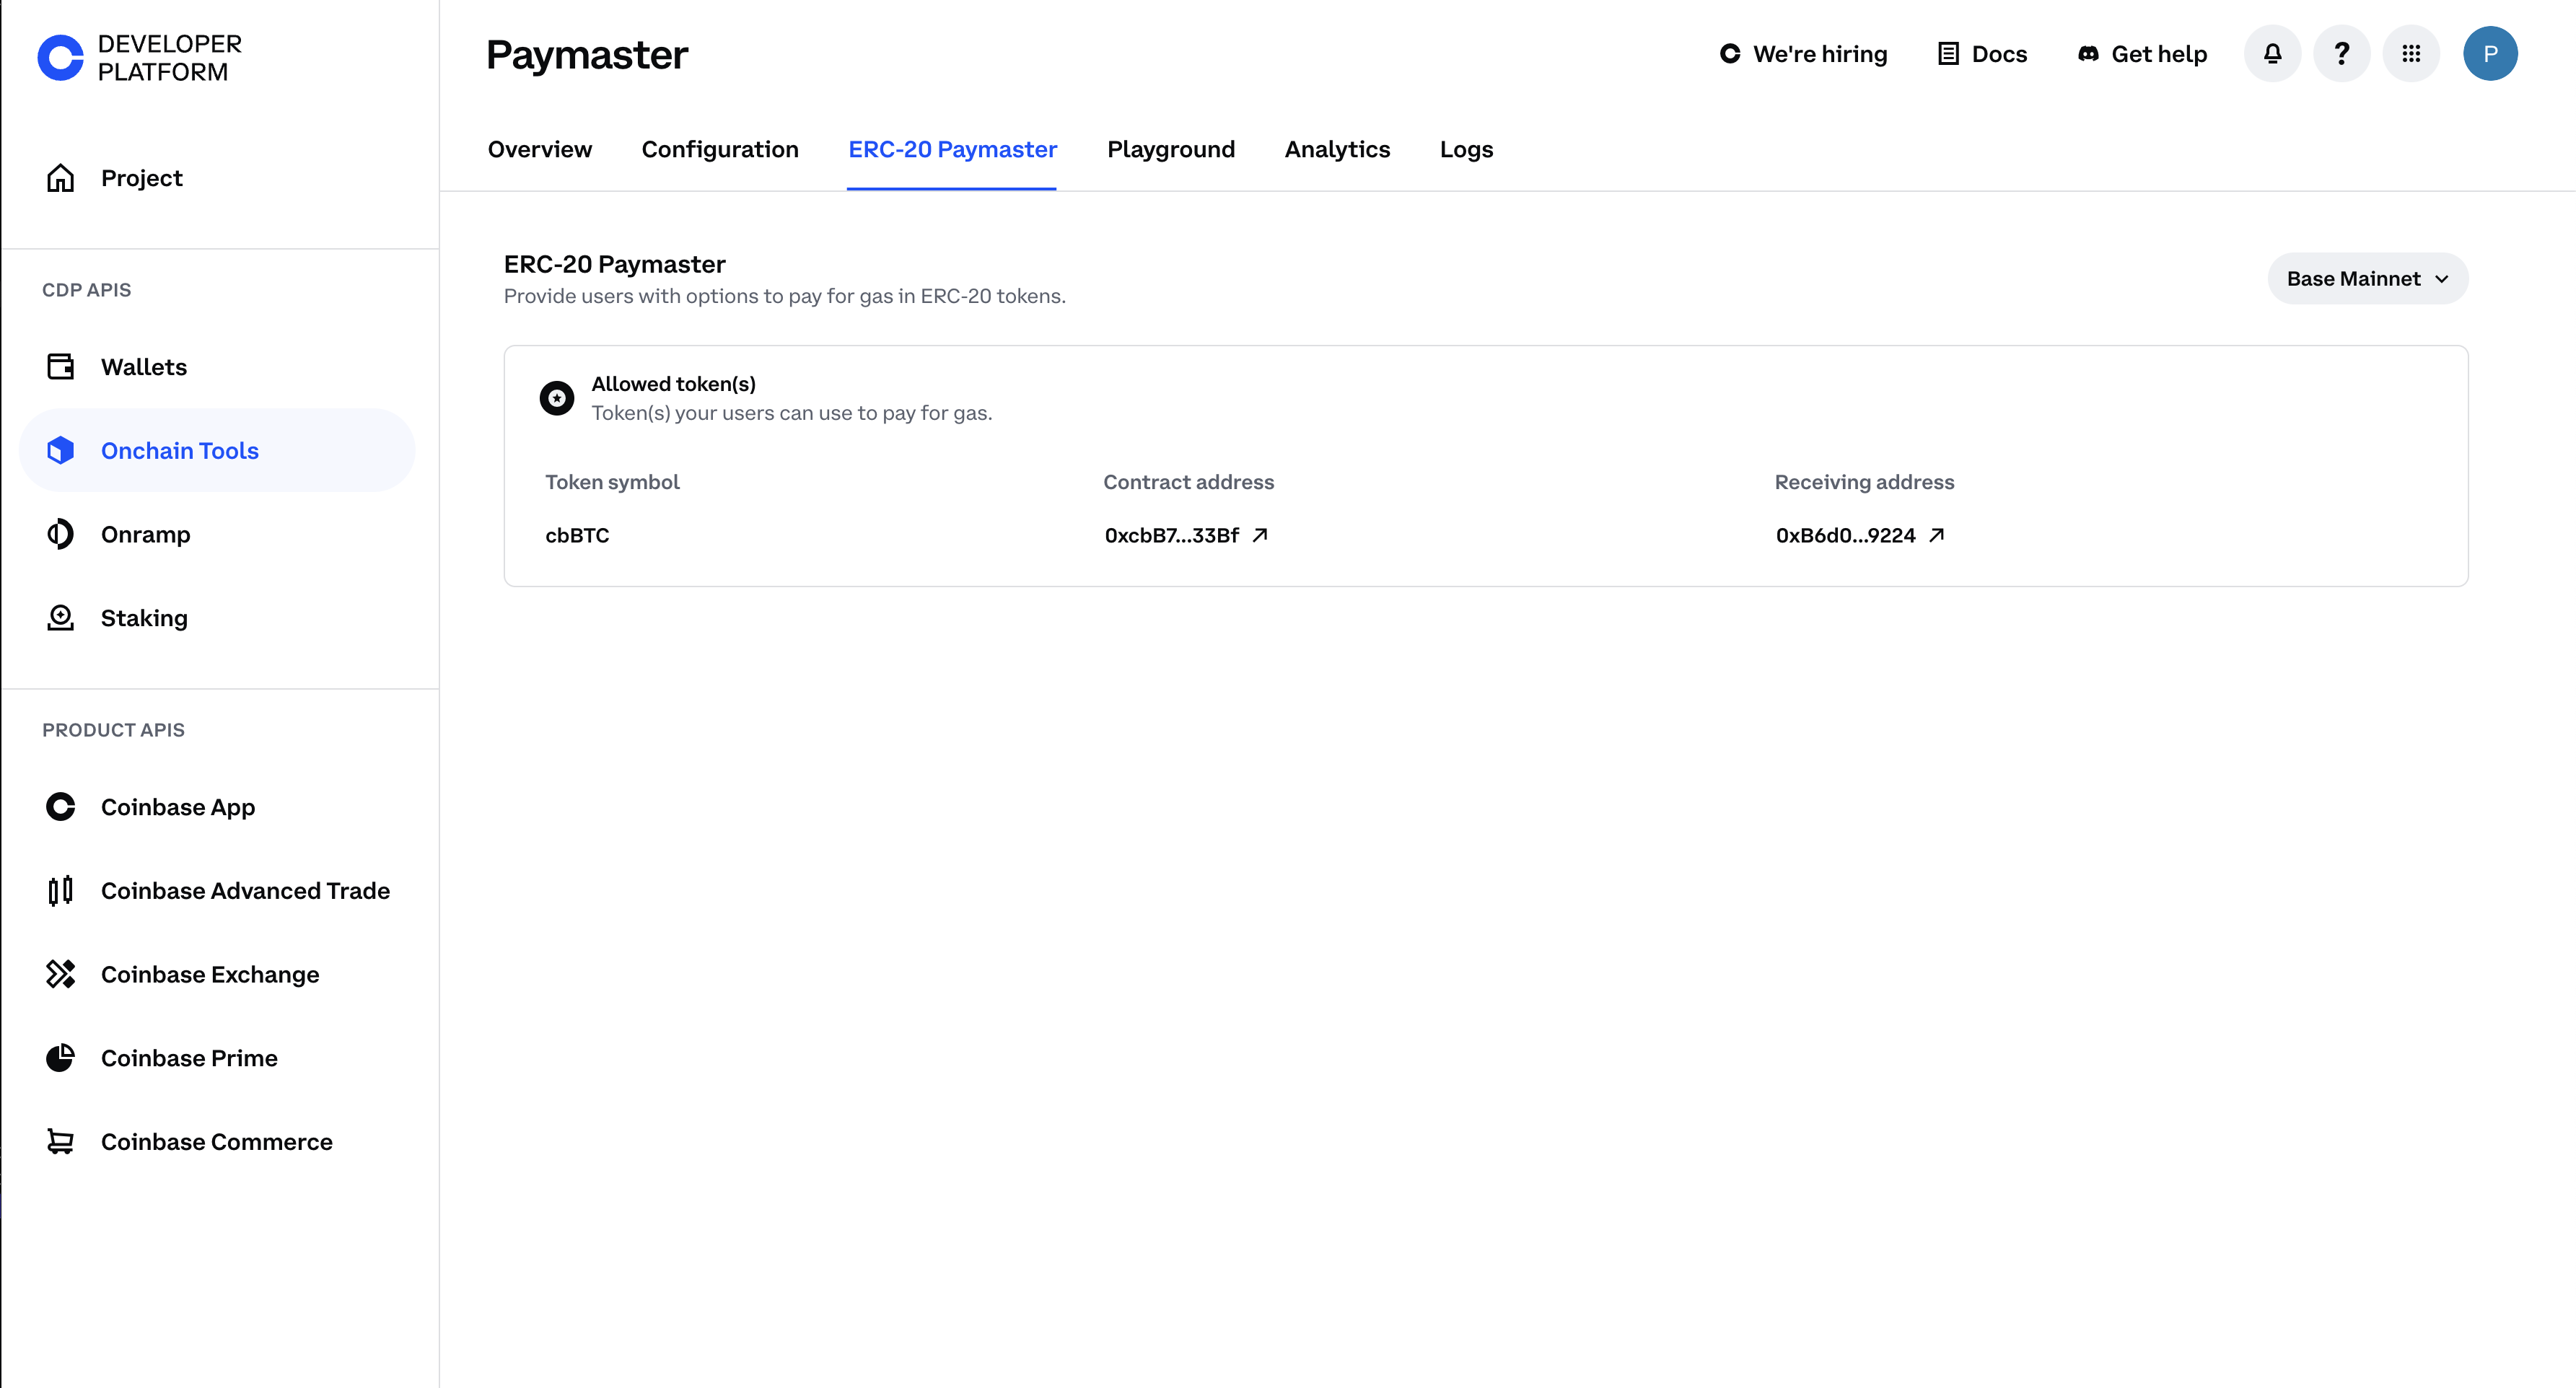 DEVELOPER
PLATFORM
Project
CDP APIS
Wallets
Onchain Tools
Onramp
Staking
PRODUCT APIS
Coinbase App
Coinbase Advanced Trade
Coinbase Exchange
Coinbase Prime
Coinbase Commerce
Paymaster
We're hiring
Docs
Get help
?
P
Overview
Configuration
ERC-20 Paymaster
Playground
Analytics
Logs
ERC-20 Paymaster
Provide users with options to pay for gas in ERC-20 tokens.
Base Mainnet
Allowed token(s)
Token(s) your users can use to pay for gas.
Token symbol
Contract address
Receiving address
cbBTC
0xcbB7...33Bf
0xB6d0...9224